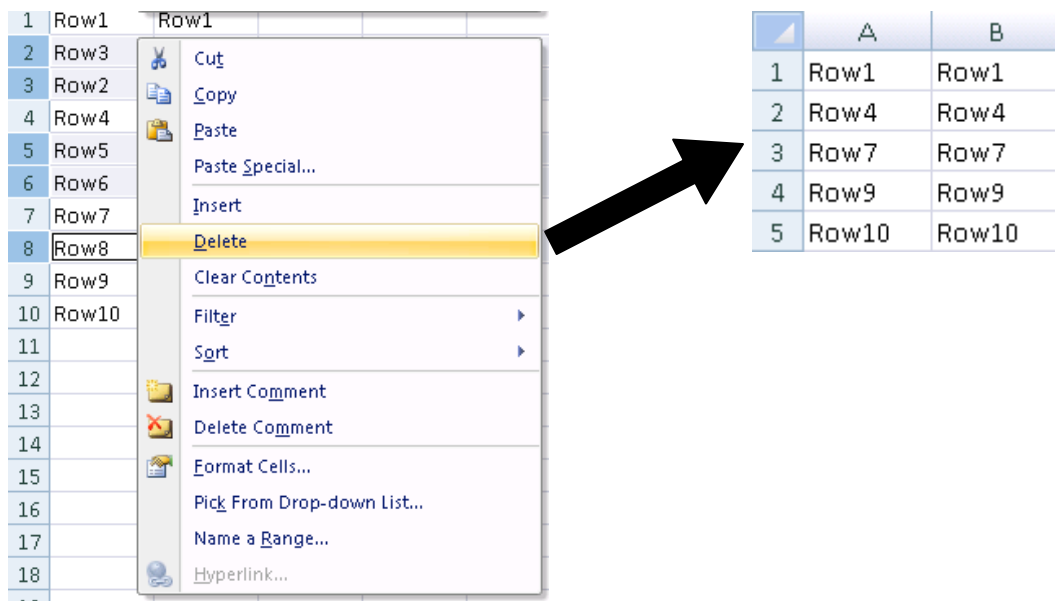 1 Row1 Row1
2 Row3
3 Row2
4 Row4
5 Row5
6 Row6
7 Row7
8 Row8
9 Row9
10 Row10
11
12
13
14
15
16
17
18
Cut
Copy
Paste
Paste Special...
Insert
Delete
Clear Contents
Filter
Sort
Insert Comment
Delete Comment
Format Cells...
Pick From Drop-down List...
Name a Range...
Hyperlink...
A B
1 Row1 Row1
2 Row4 Row4
3 Row7 Row7
4 Row9 Row9
5 Row10 Row10